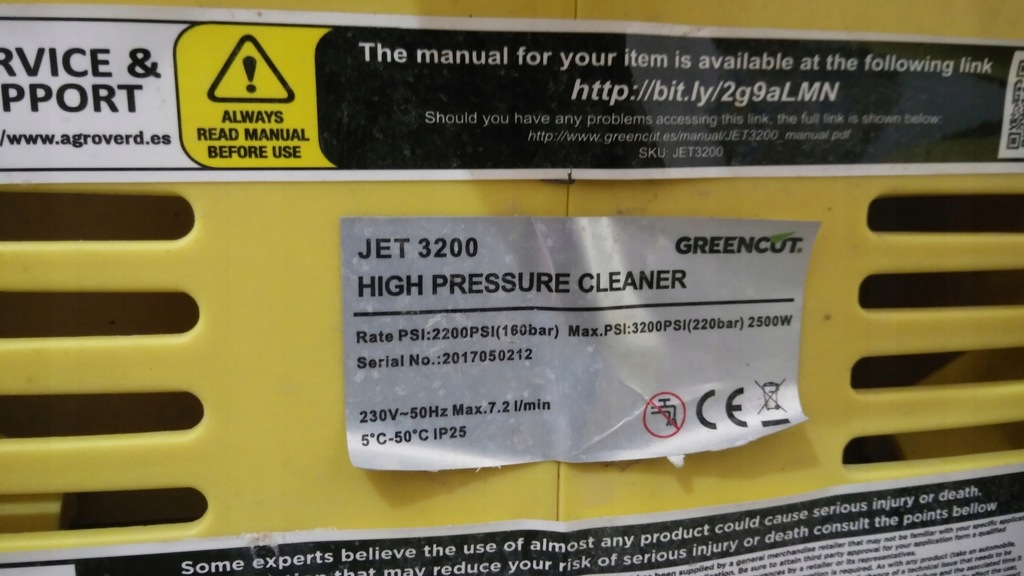 RVICE &
PPORT
/www.agroverd.es
ALWAYS
READ MANUAL
BEFORE USE
The manual for your item is available at the following link
http://bit.ly/2g9aLMN
Should you have any problems accessing this link, the full link is shown below:
http://www.greencut.es/manual/JET3200_manual.pdf
SKU: JET3200
JET 3200
GREENCUT.
HIGH PRESSURE CLEANER
Rate PSI:2200PSI(160bar) Max.PSI:3200PSI(220bar) 2500W
Serial No.:2017050212
230V~50Hz Max.7.2 l/min
5°C-50°C IP25
CE
Some experts believe the use of almost any product could cause serious injury or death.
that may reduce your risk of serious injury or death consult the points bellow